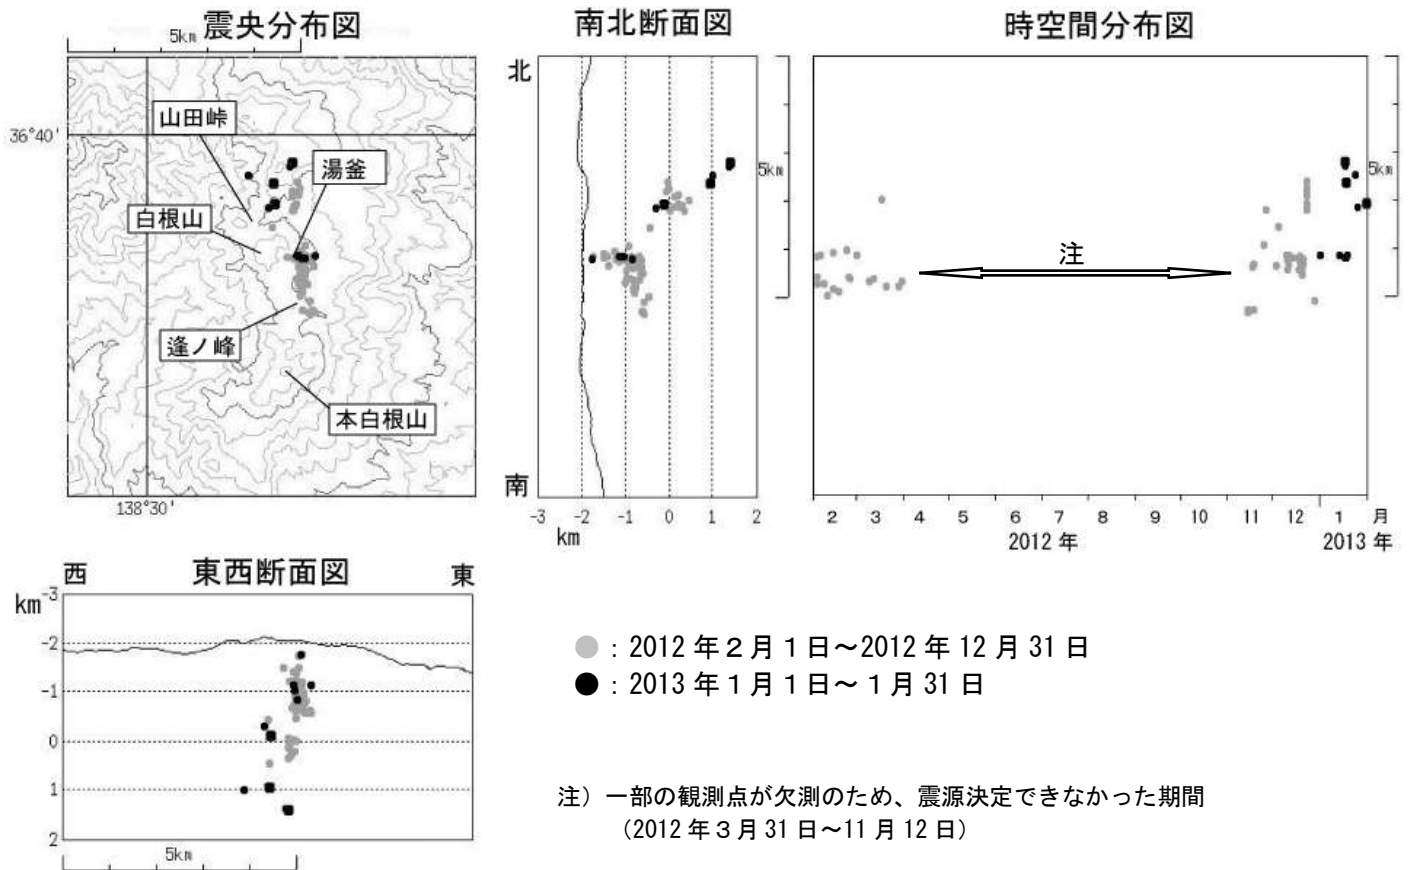 震央分布図
5km
36°40'
山田峠
湯釜
白根山
逢ノ峰
本白根山
138°30'
南北断面図
北
南
5km
-3 -2 -1 0 1 2
km
時空間分布図
注
5km
2 3 4 5 6 7 8 9 10 11 12 1 月
2012 年 2013 年
東西断面図
西 東
km
-3
-2
-1
0
1
2
5km
● : 2012 年２月 1 日～2012 年 12 月 31 日
● : 2013 年 1 月 1 日～ 1 月 31 日
注）一部の観測点が欠測のため、震源決定できなかった期間
（2012 年３月 31 日～11 月 12 日）